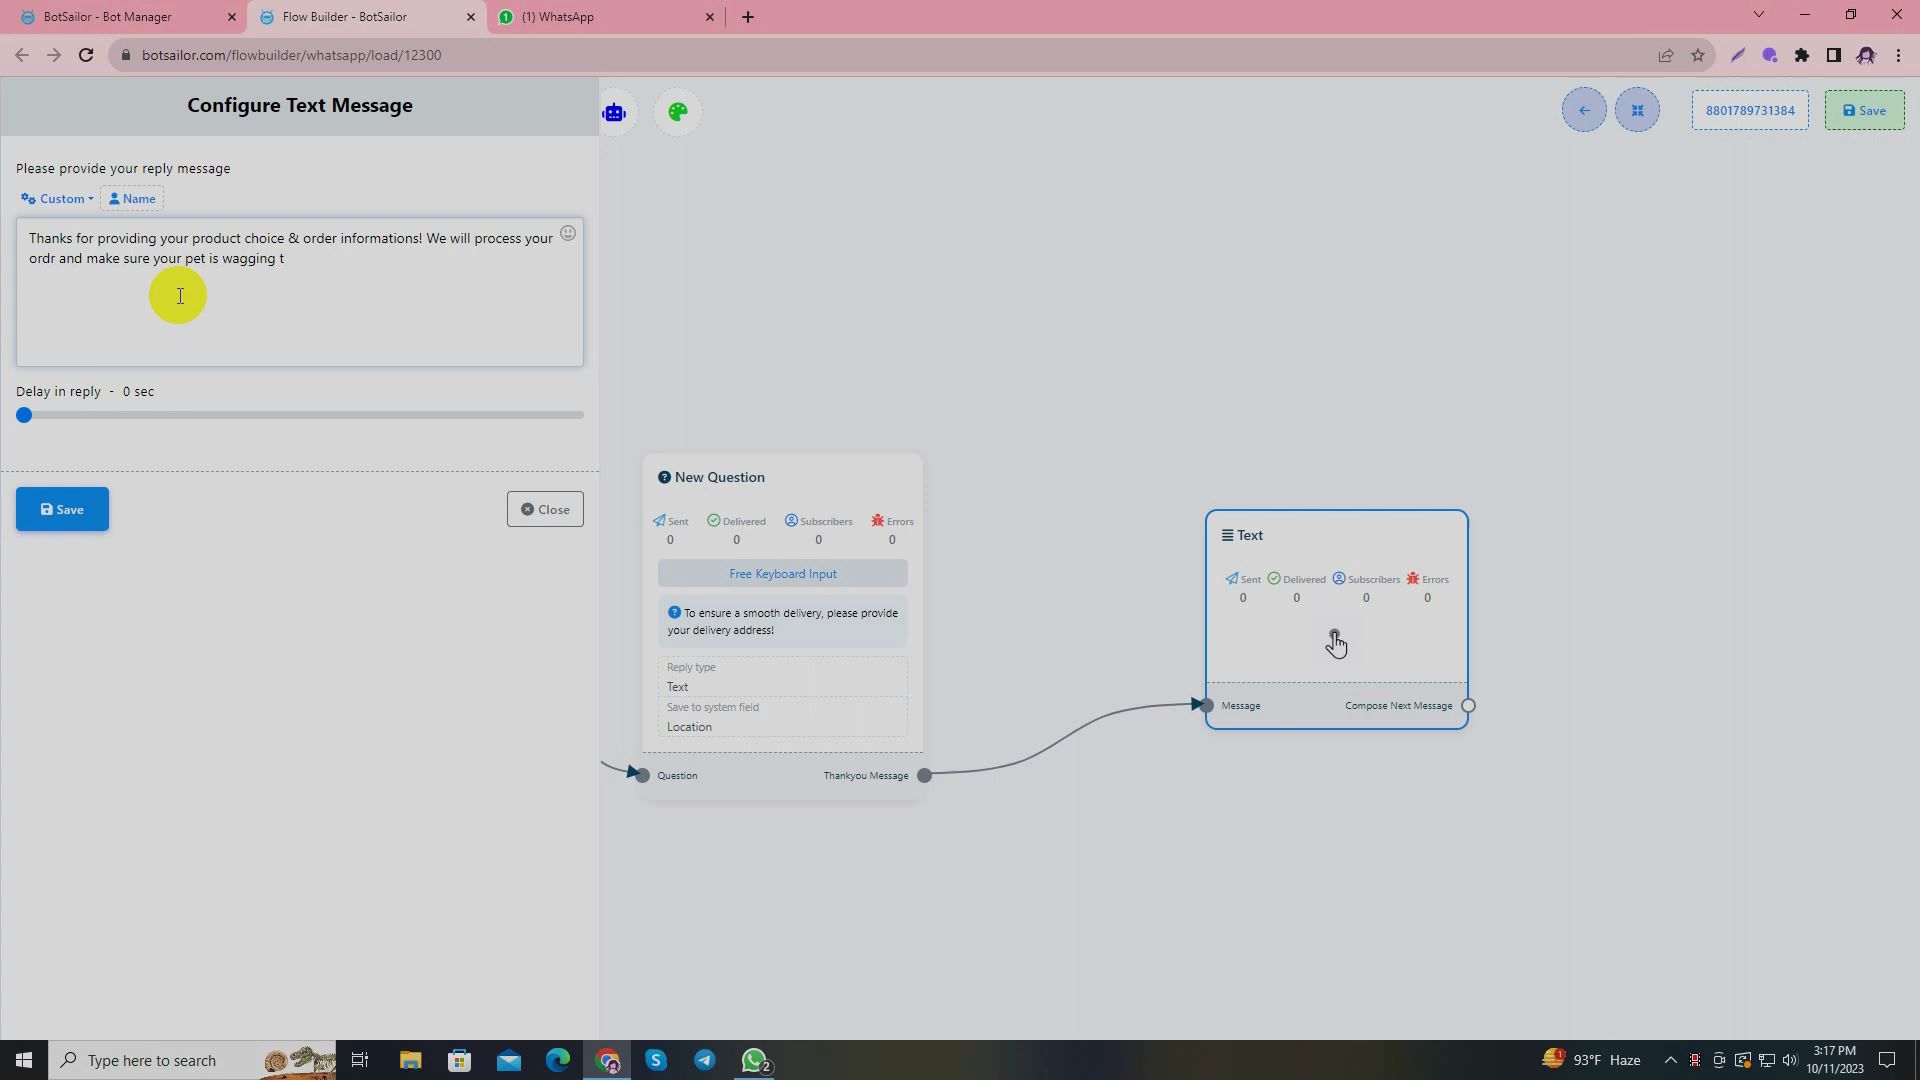 BotSailor - Bot Manager
Flow Builder - BotSailor
(1) WhatsApp
botsailor.com/flowbuilder/whatsapp/load/12300
Configure Text Message
8801789731384
Save
Please provide your reply message
Custom
Name
Thanks for providing your product choice & order informations! We will process your
ordr and make sure your pet is wagging t
Delay in reply - 0 sec
Save
Close
New Question
Sent
Delivered
Subscribers
Errors
0
0
0
0
Free Keyboard Input
To ensure a smooth delivery, please provide
your delivery address!
Reply type
Text
Save to system field
Location
Question
Thankyou Message
Text
Sent
Delivered
Subscribers
Errors
0
0
0
0
Message
Compose Next Message
Type here to search
2
1
93°F Haze
3:17 PM
10/11/2023